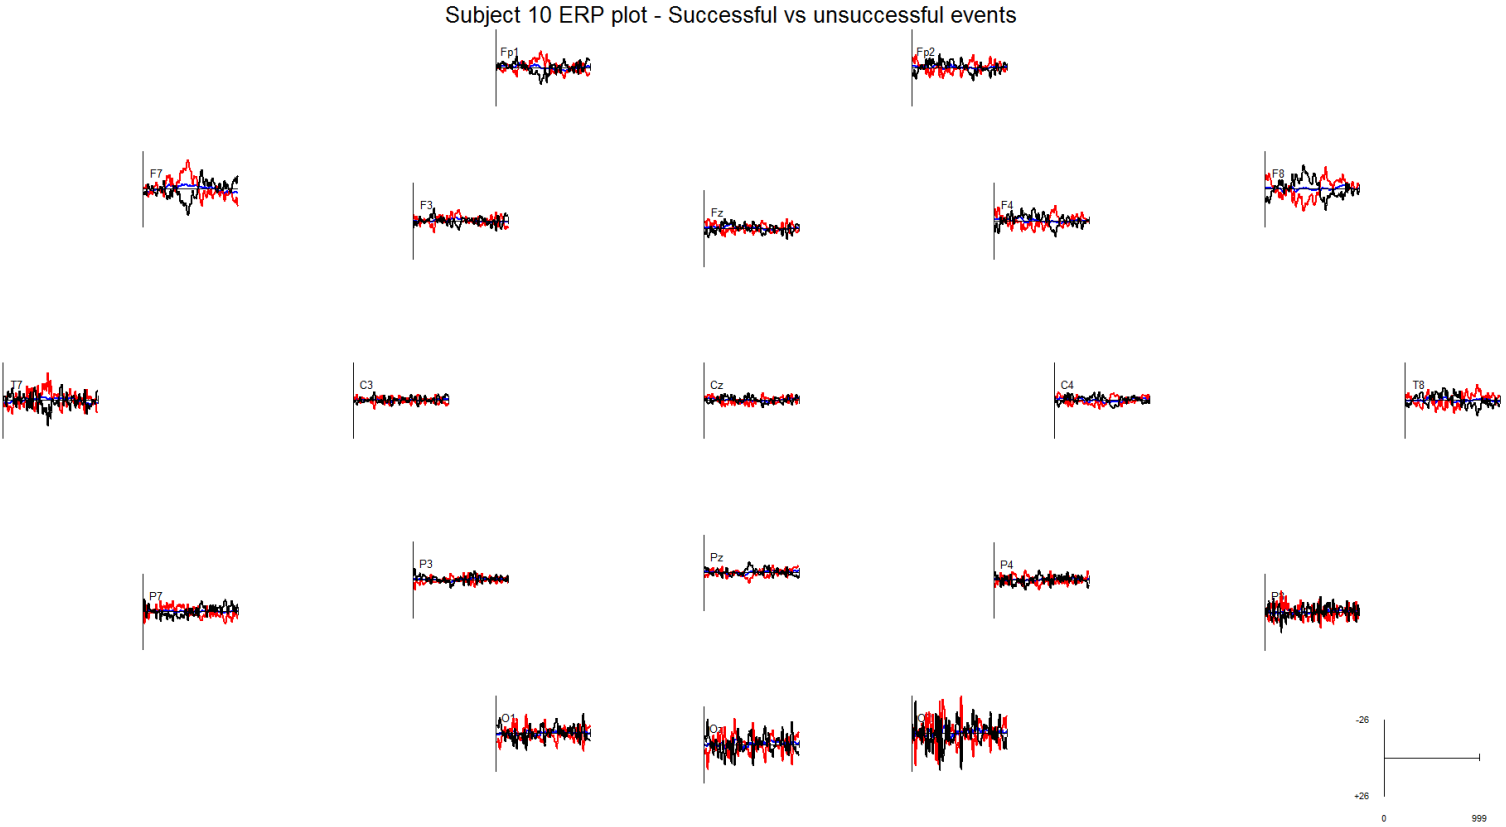 Subject 10 ERP plot - Successful vs unsuccessful events
Fp1
Fp2
F7
F8
F3
Fz
F4
T7
C3
Cz
C4
T8
P3
Pz
P4
P7
O1
-26
+26
0
999